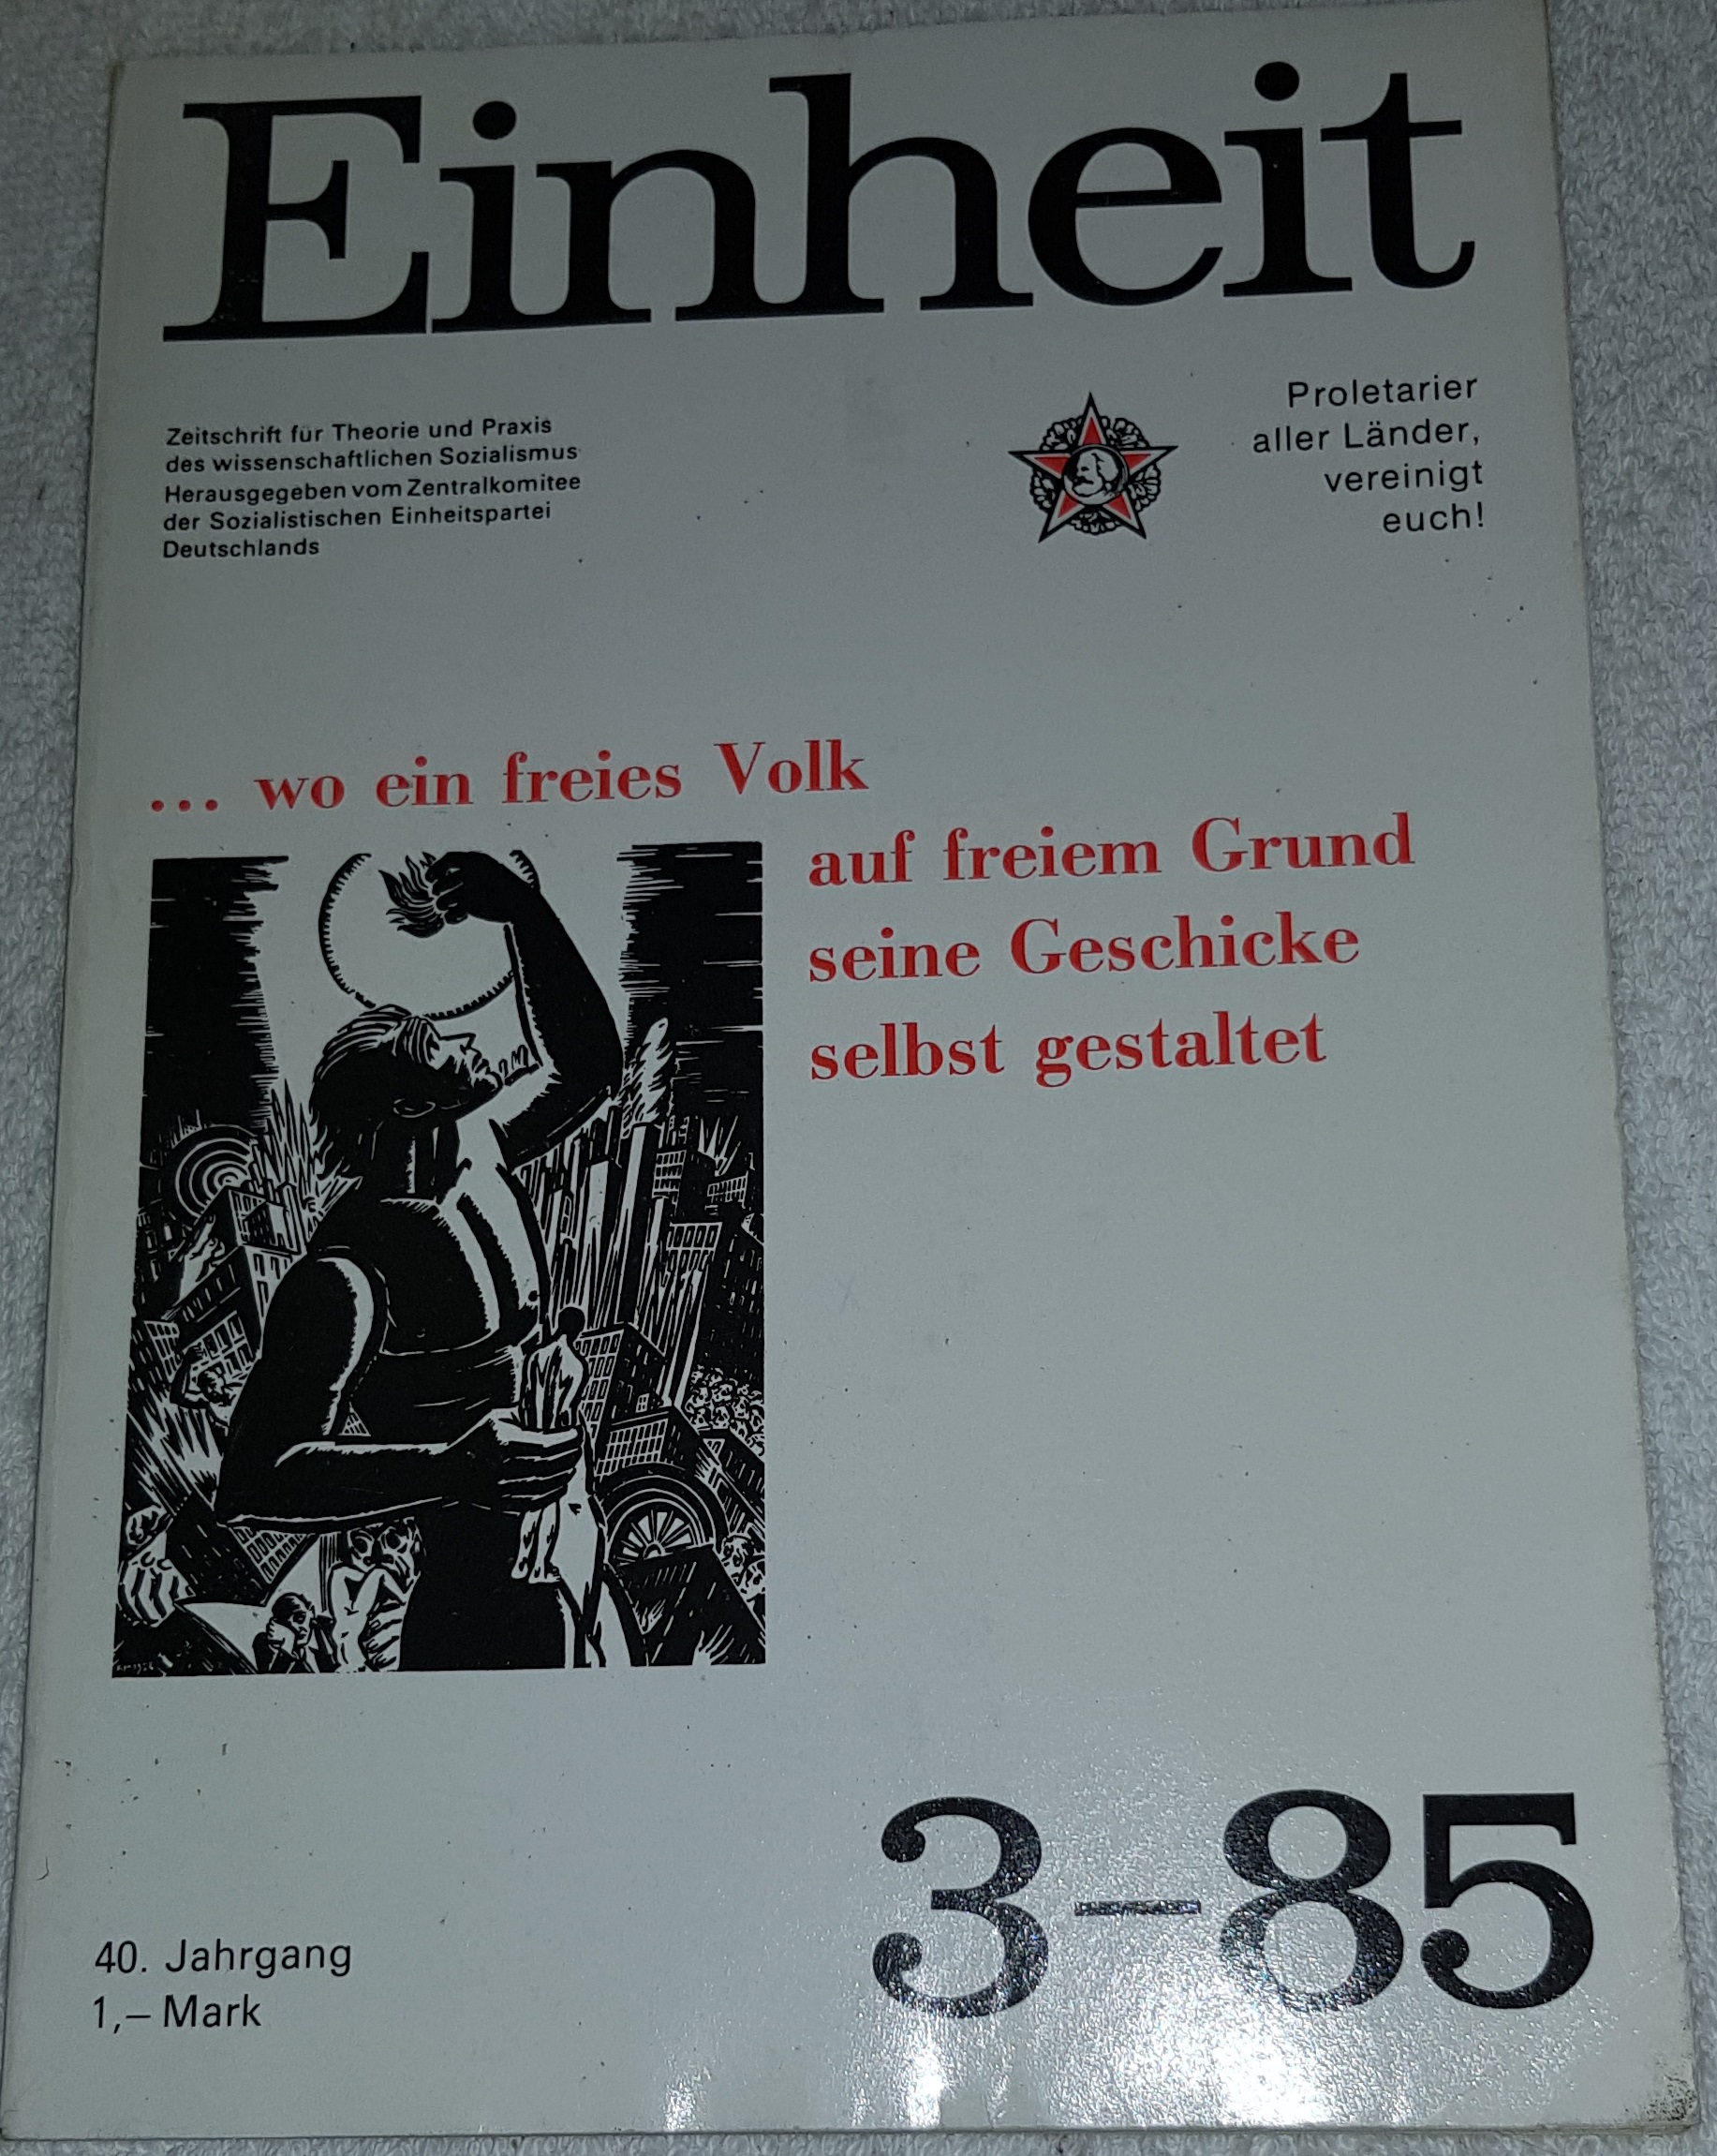 Einheit
Zeitschrift für Theorie und Praxis
des wissenschaftlichen Sozialismus
Herausgegeben vom Zentralkomitee
der Sozialistischen Einheitspartei
Deutschlands
Proletarier
aller Länder,
vereinigt
euch!
... wo ein freies Volk
auf freiem Grund
seine Geschicke
selbst gestaltet
40. Jahrgang
1,– Mark
3–85